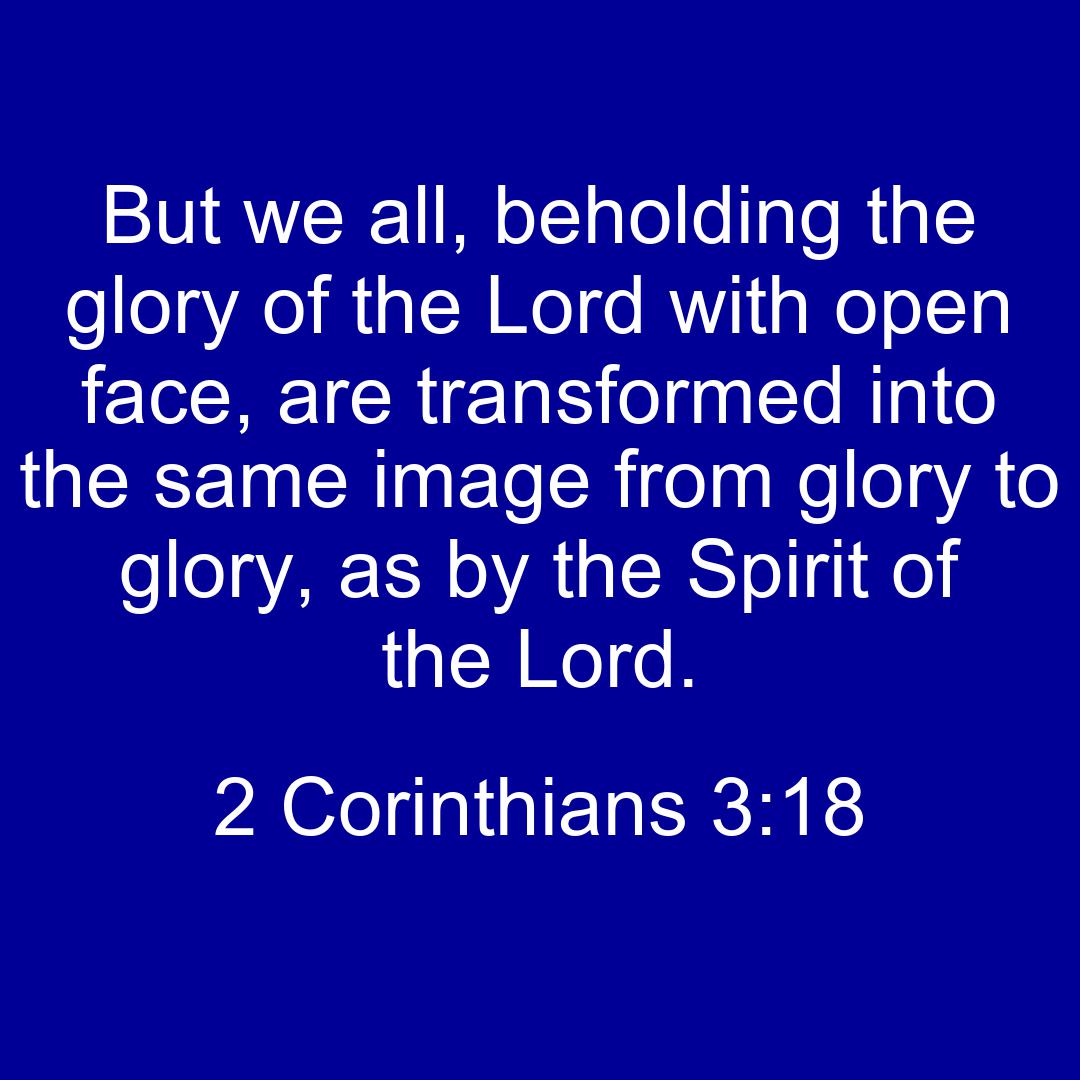 But we all, beholding the
glory of the Lord with open
face, are transformed into
the same image from glory to
glory, as by the Spirit of
the Lord.
2 Corinthians 3:18